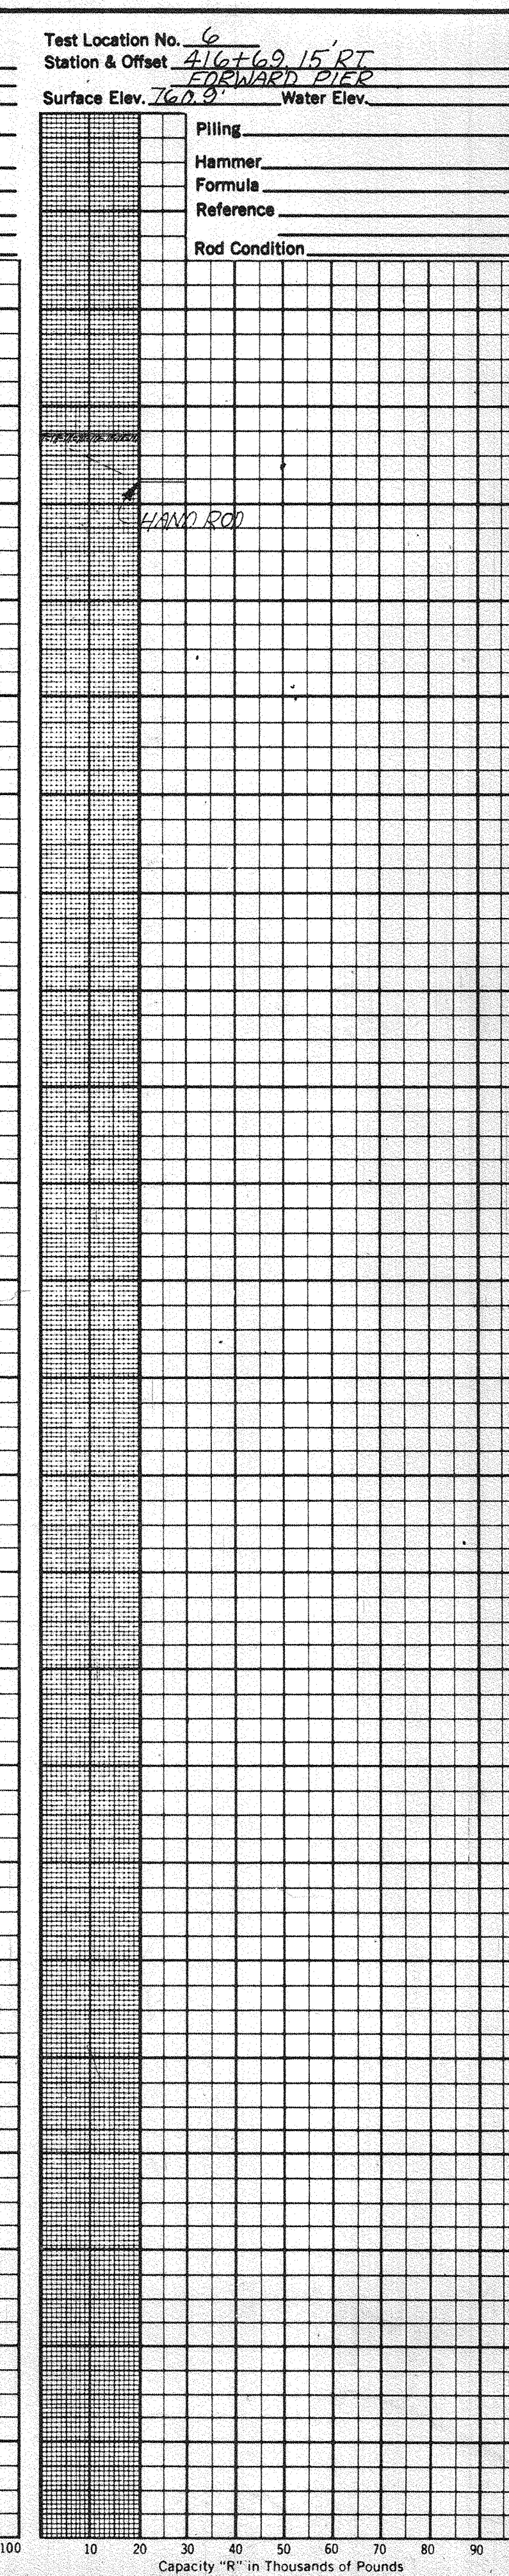 Test Location No. 6
Station & Offset 416+69, 15' RT.
FORWARD PIER
Surface Elev. 760.9' Water Elev.
Piling
Hammer
Formula
Reference
Rod Condition
HAND ROD
100 10 20 30 40 50 60 70 80 90
Capacity "R" in Thousands of Pounds